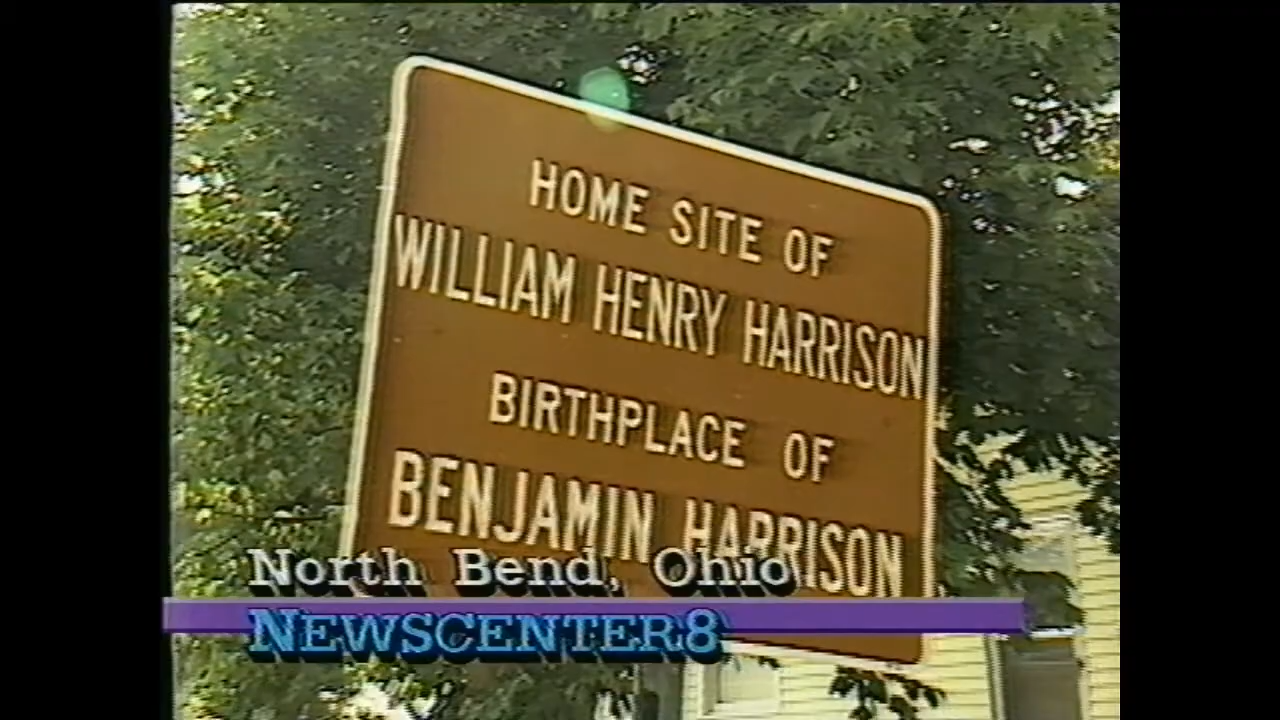 HOME SITE OF
WILLIAM HENRY HARRISON
BIRTHPLACE OF
BENJAMIN HARRISON
North Bend, Ohio
NEWSCENTER8